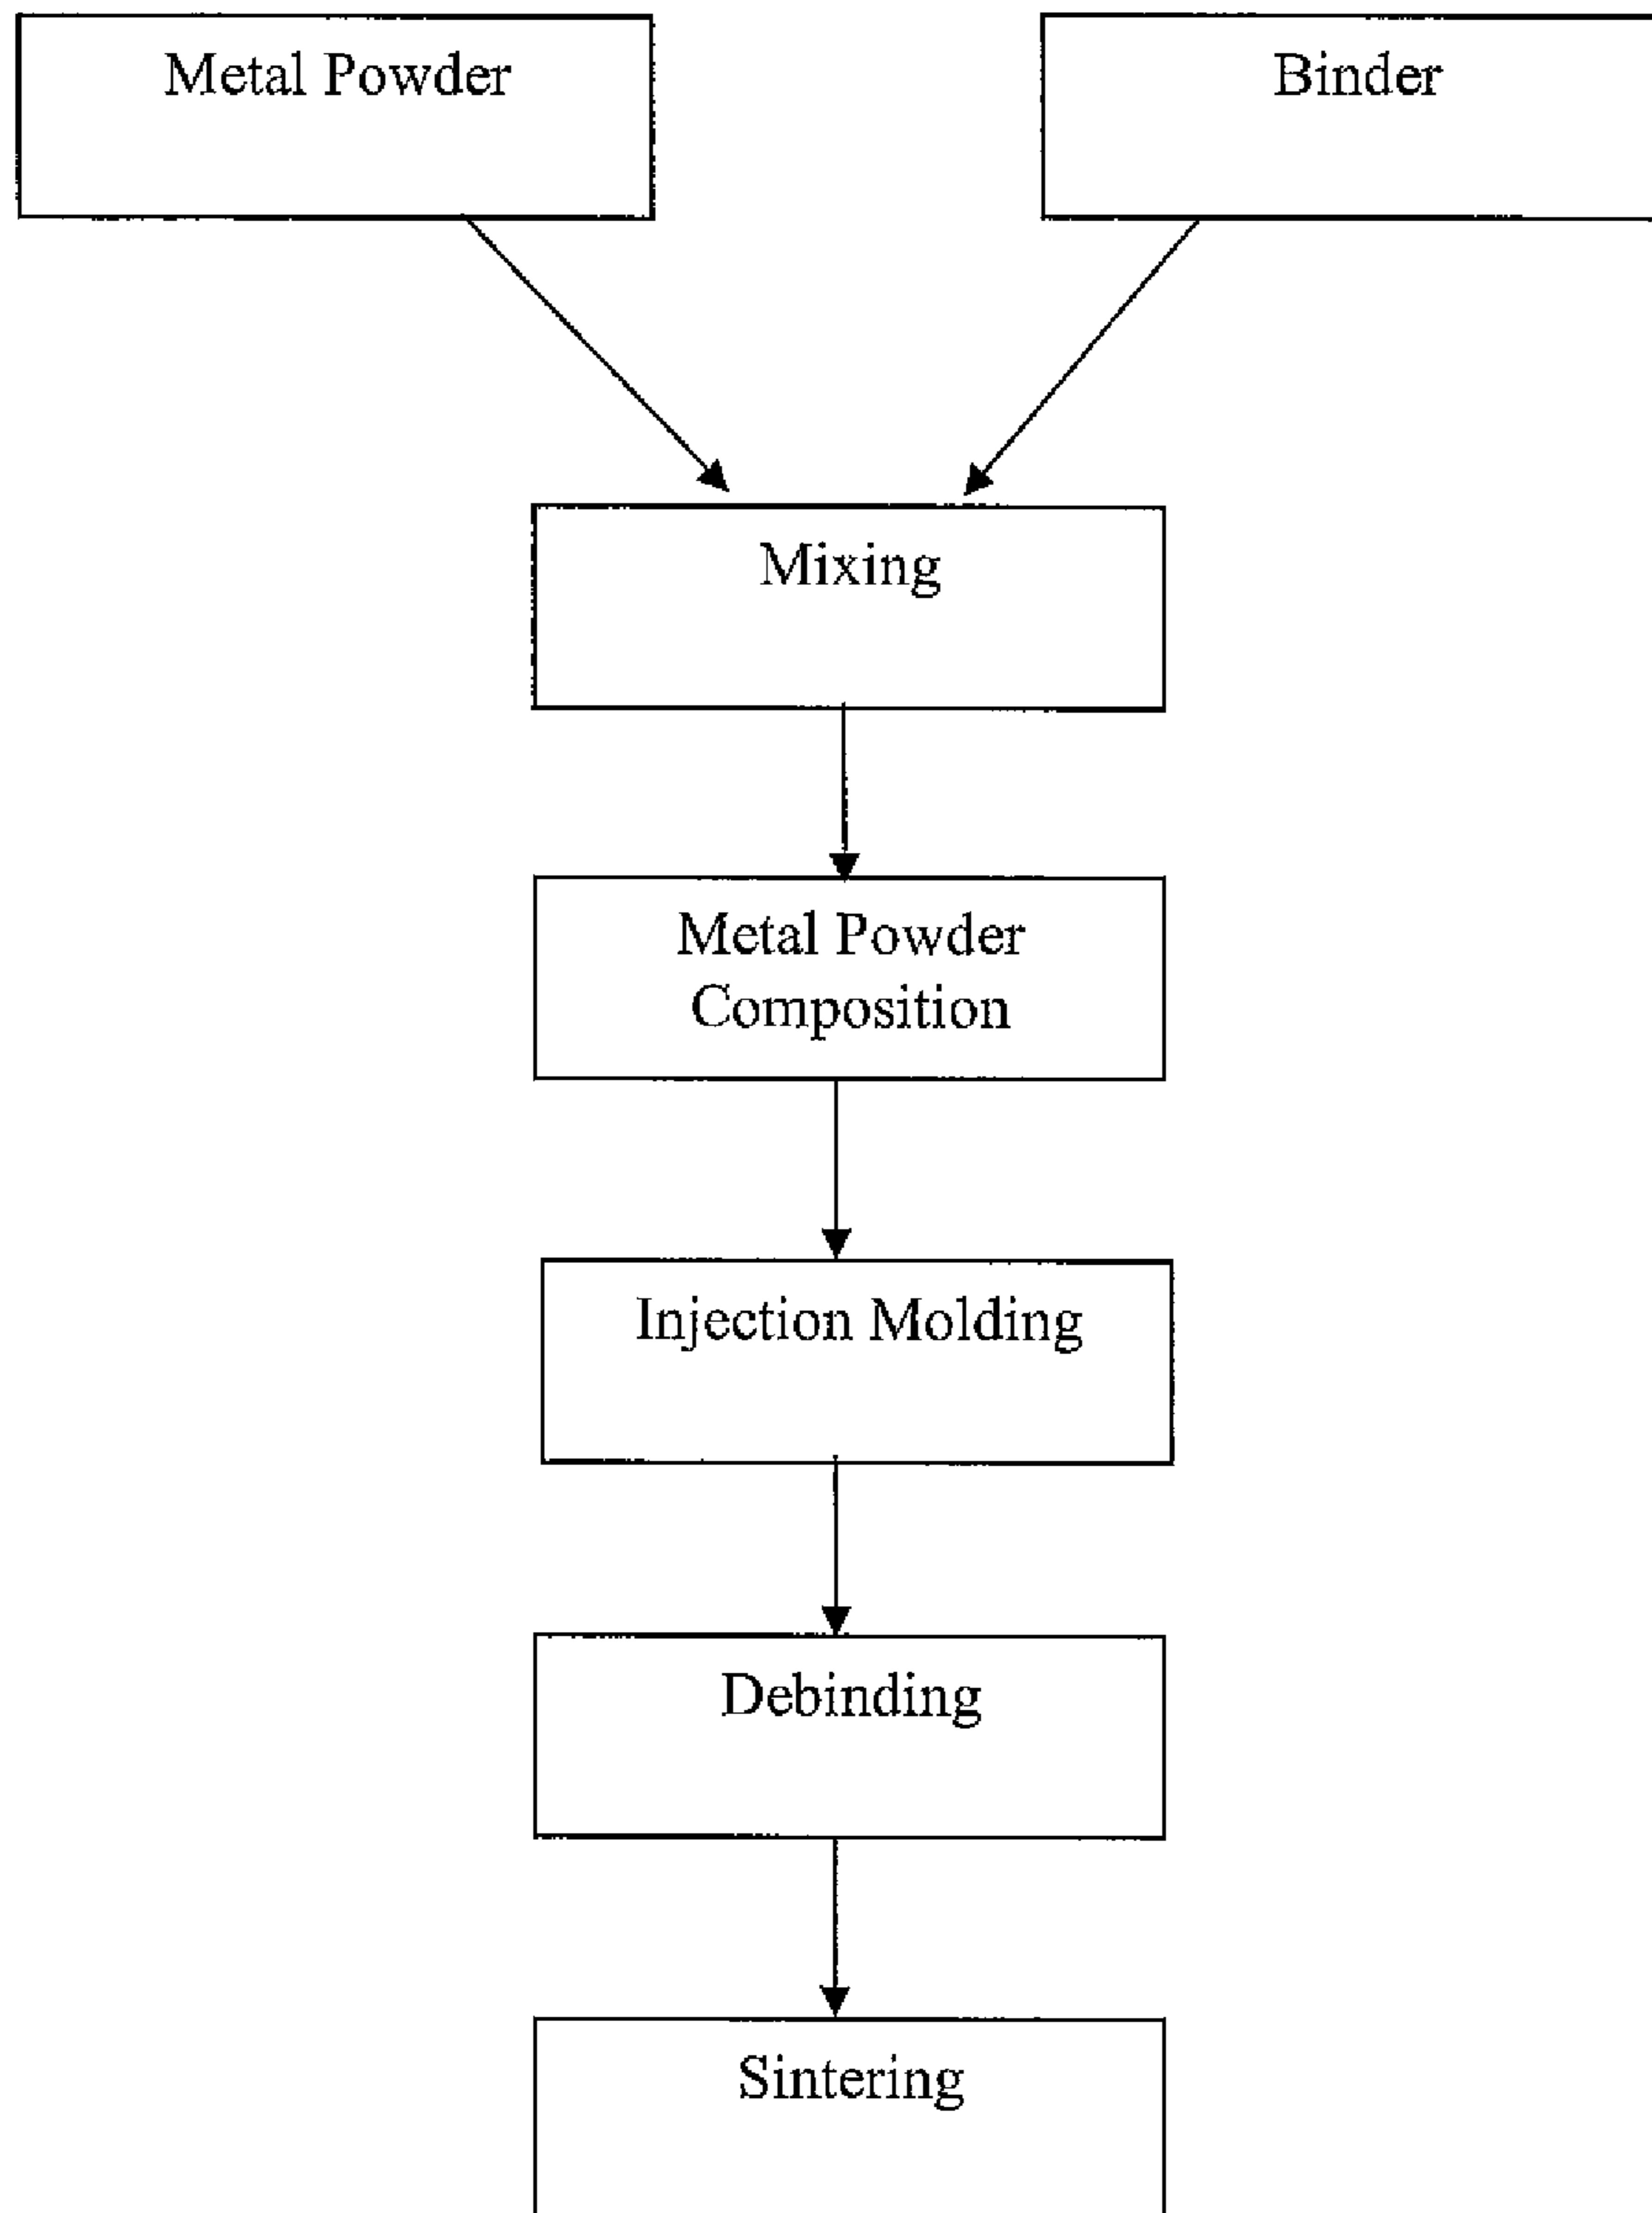 Metal Powder
Binder
Mixing
Metal Powder
Composition
Injection Molding
Debinding
Sintering